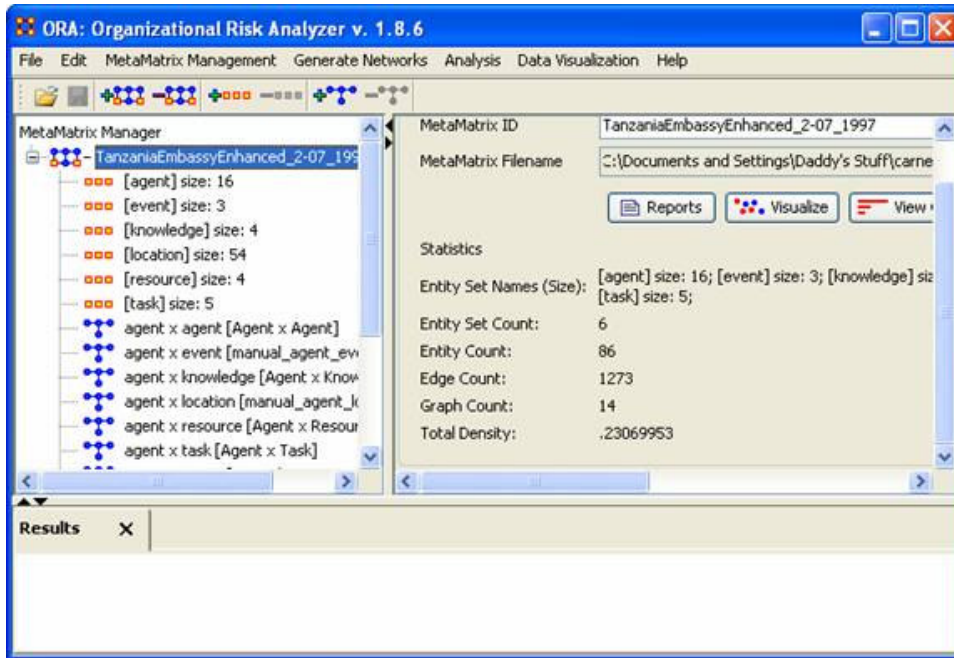 ORA: Organizational Risk Analyzer v. 1.8.6
File Edit MetaMatrix Management Generate Networks Analysis Data Visualization Help
MetaMatrix Manager
TanzaniaEmbassyEnhanced_2-07_199
[agent] size: 16
[event] size: 3
[knowledge] size: 4
[location] size: 54
[resource] size: 4
[task] size: 5
agent x agent [Agent x Agent]
agent x event [manual_agent_eve
agent x knowledge [Agent x Know
agent x location [manual_agent_lo
agent x resource [Agent x Resour
agent x task [Agent x Task]
MetaMatrix ID TanzaniaEmbassyEnhanced_2-07_1997
MetaMatrix Filename C:\Documents and Settings\Daddy's Stuff\carne
Reports Visualize View
Statistics
Entity Set Names (Size): [agent] size: 16; [event] size: 3; [knowledge] siz
[task] size: 5;
Entity Set Count: 6
Entity Count: 86
Edge Count: 1273
Graph Count: 14
Total Density: .23069953
Results X